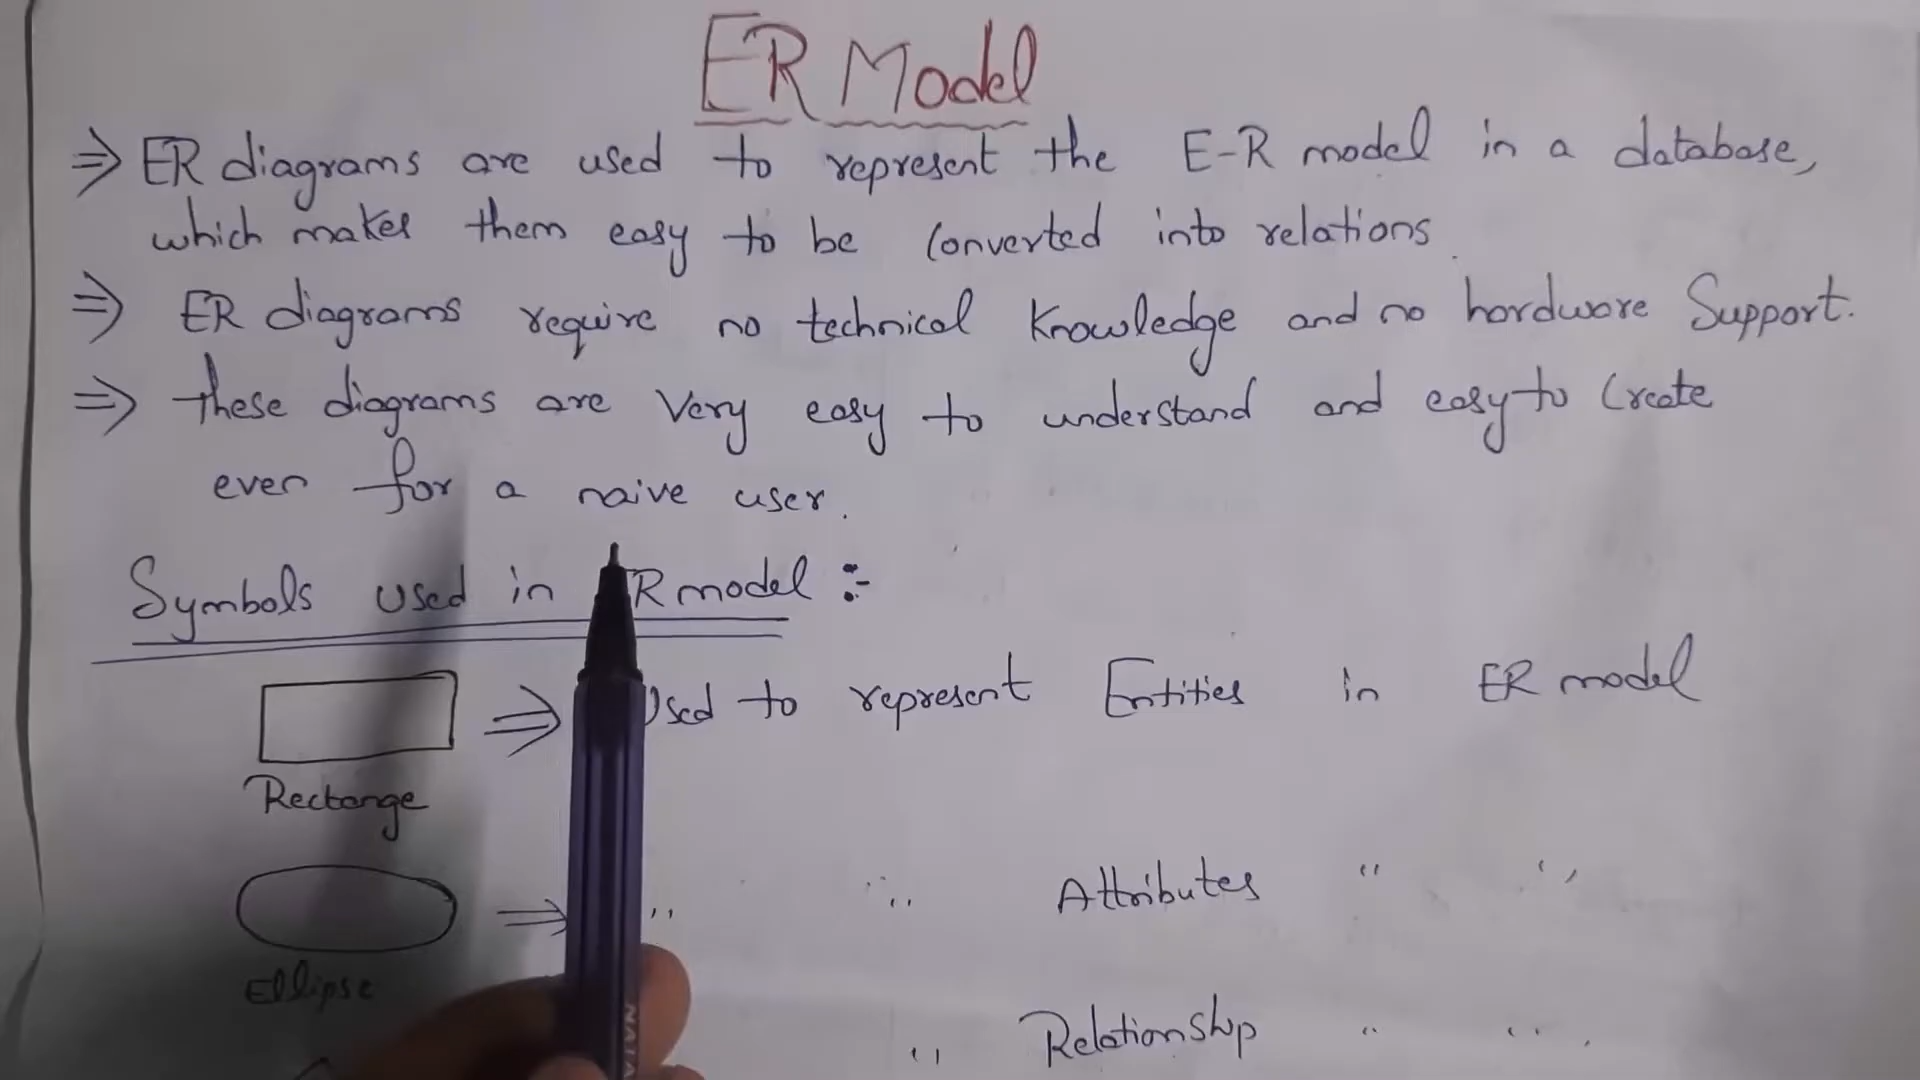 ER Model
⇒ ER diagrams are used to represent the E-R model in a database,
which makes them easy to be Converted into relations.
⇒ ER diagrams require no technical Knowledge and no hardware Support.
⇒ these diagrams are Very easy to understand and easy to Create
even for a naive user.
Symbols used in ER model :-
⇒ Used to represent Entities in ER model
Rectange
⇒ " " Attributes " "
Ellipse
" Relationship " "